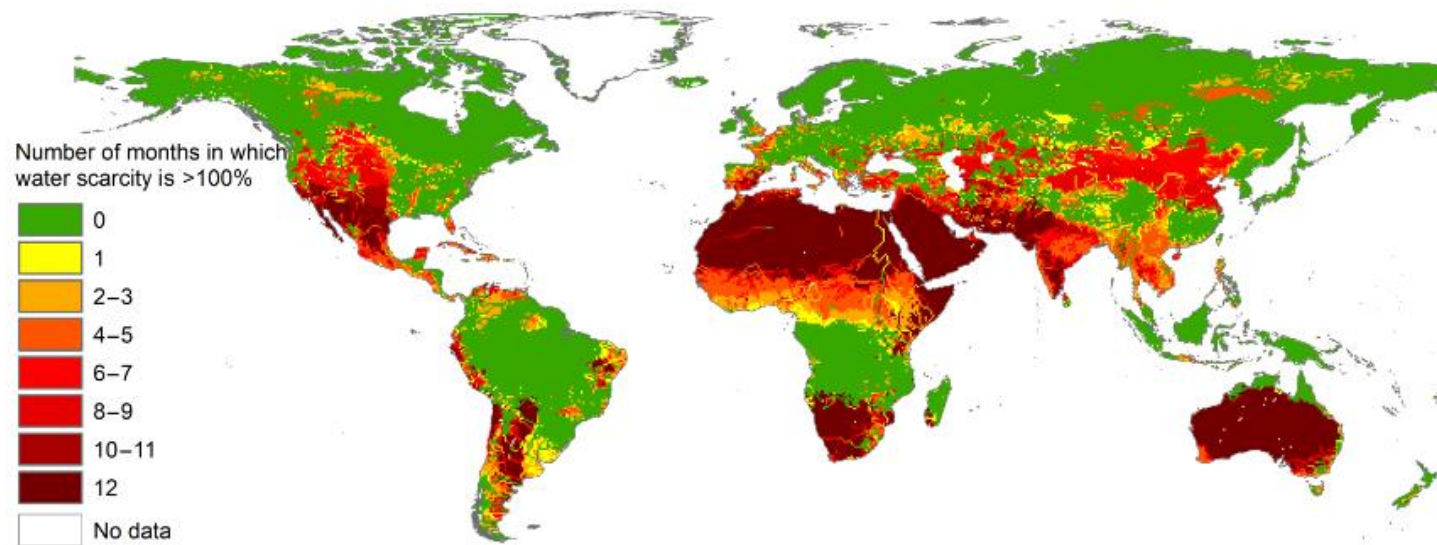 Number of months in which
water scarcity is >100%
0
1
2–3
4–5
6–7
8–9
10–11
12
No data